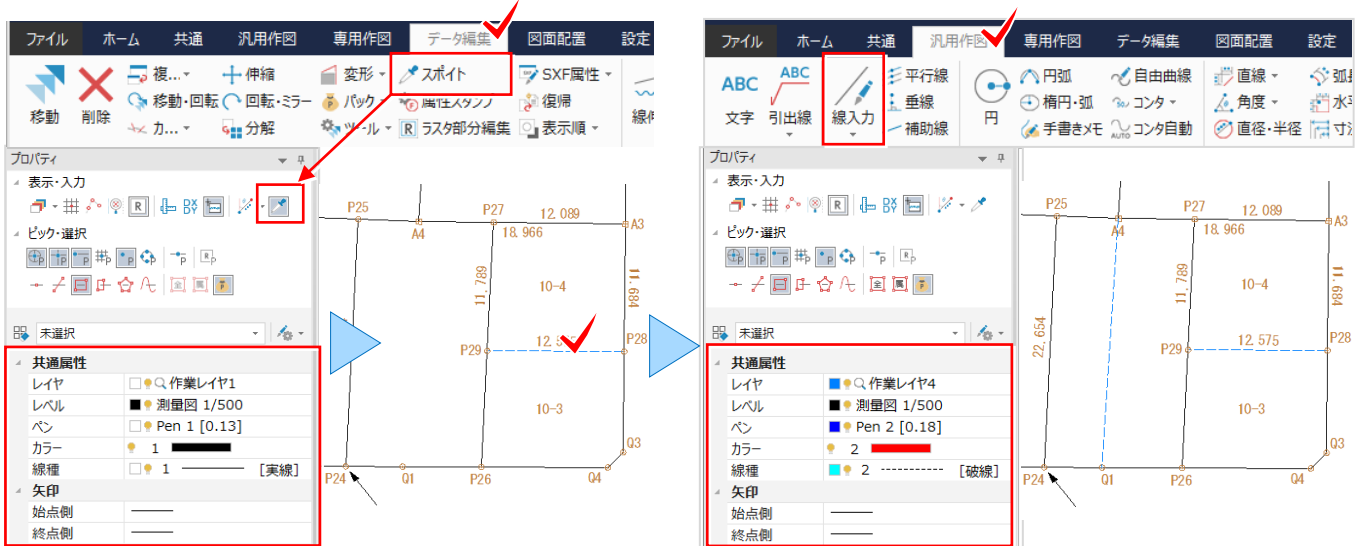 ファイル ホーム 共通 汎用作図 専用作図 データ編集 図面配置 設定
複...
伸縮
変形
スポイト
SXF属性
移動・回転
回転・ミラー
パック
属性スタンプ
復帰
移動
削除
カ...
分解
ツール
R ラスタ部分編集
表示順
プロパティ
表示・入力
R
DX
DY
ピック・選択
未選択
共通属性
レイヤ 作業レイヤ1
レベル 測量図 1/500
ペン Pen 1 [0.13]
カラー 1
線種 1 [実線]
矢印
始点側
終点側
P25
P27
12.089
A3
A4
18.966
11.789
11.684
10-4
12.5
P28
P29
10-3
Q3
P24
Q1
P26
Q4
ファイル ホーム 共通 汎用作図 専用作図 データ編集 図面配置 設定
ABC
文字
ABC
引出線
線入力
平行線
垂線
補助線
円
円弧
楕円・弧
手書きメモ
自由曲線
コンタ
AUTO コンタ自動
直線
角度
直径・半径
プロパティ
表示・入力
R
DX
DY
ピック・選択
未選択
共通属性
レイヤ 作業レイヤ4
レベル 測量図 1/500
ペン Pen 2 [0.18]
カラー 2
線種 2 [破線]
矢印
始点側
終点側
P25
P27
12.089
A3
A4
18.966
11.789
11.684
10-4
22.654
12.575
P28
P29
10-3
Q3
P24
Q1
P26
Q4